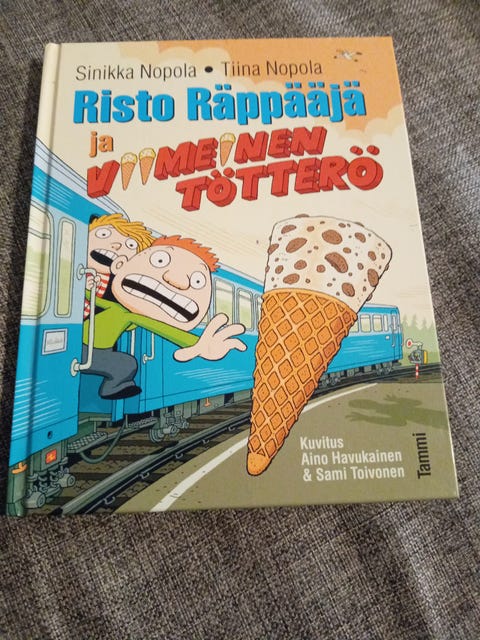 Sinikka Nopola • Tiina Nopola
Risto Räppääjä
ja
VIIMEINEN
TÖTTERÖ
Kuvitus
Aino Havukainen
& Sami Toivonen
Tammi